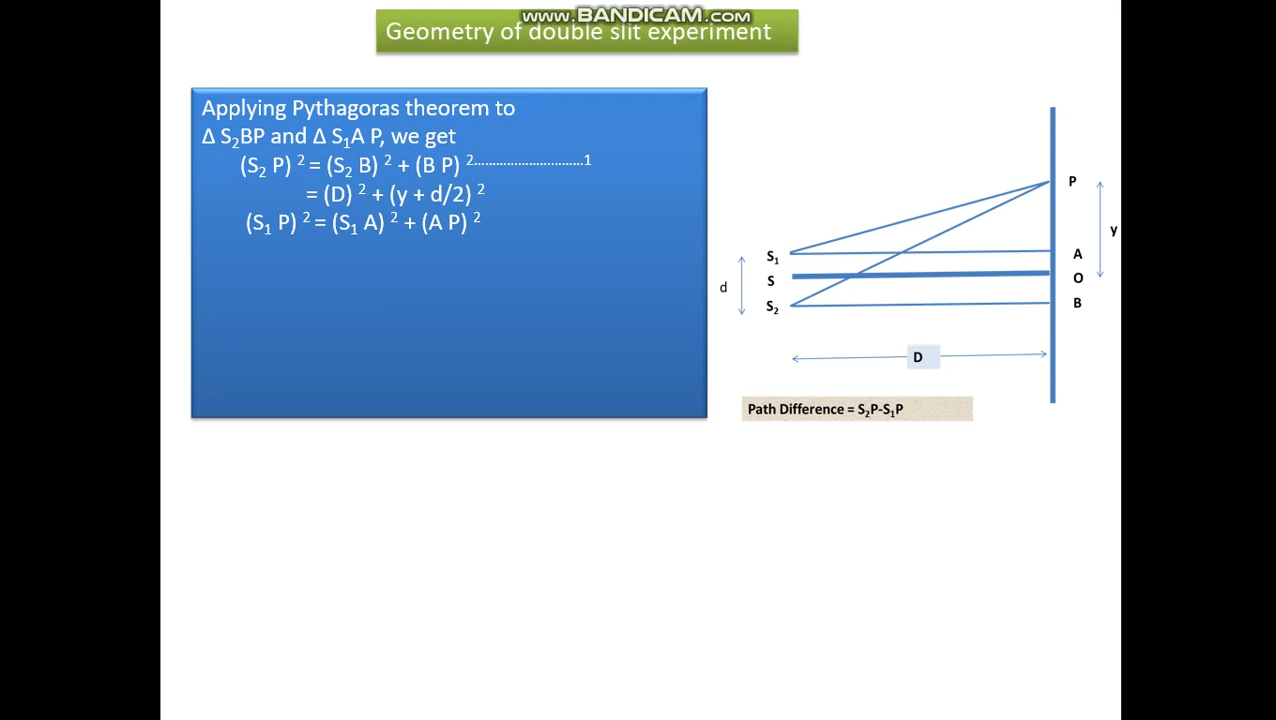 www.BANDICAM.com
Geometry of double slit experiment
Applying Pythagoras theorem to
Δ S₂BP and Δ S₁A P, we get
(S₂ P) ² = (S₂ B) ² + (B P) ²............................1
= (D) ² + (y + d/2) ²
(S₁ P) ² = (S₁ A) ² + (A P) ²
P
y
S₁
A
d
S
O
S₂
B
D
Path Difference = S₂P-S₁P